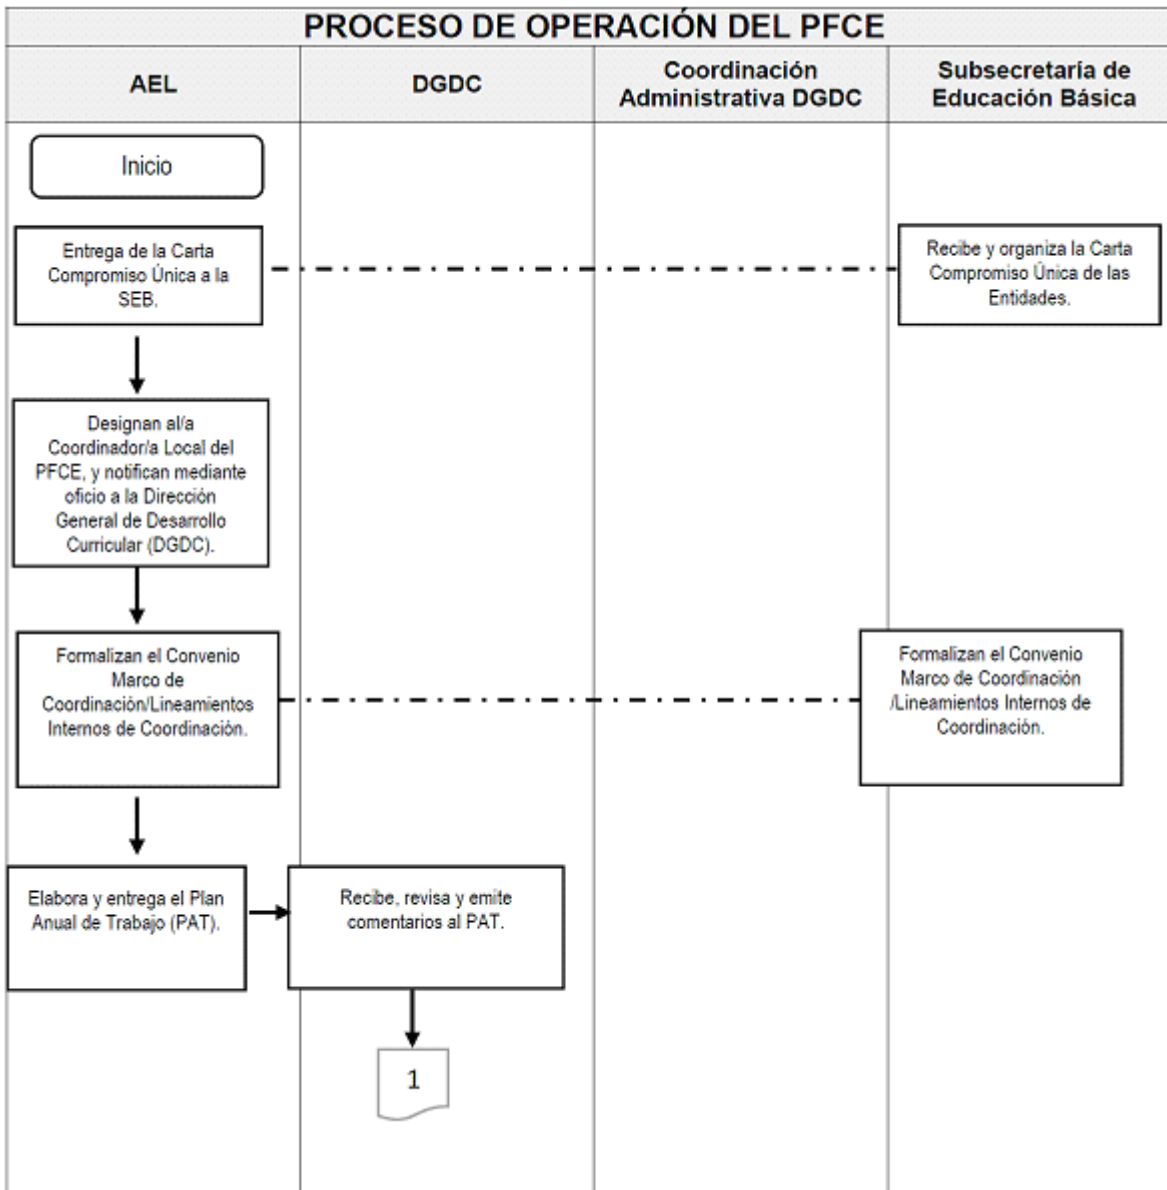 PROCESO DE OPERACIÓN DEL PFCE
AEL
DGDC
Coordinación
Administrativa DGDC
Subsecretaría de
Educación Básica
Inicio
Entrega de la Carta
Compromiso Única a la
SEB.
Recibe y organiza la Carta
Compromiso Única de las
Entidades.
Designan al/a
Coordinador/a Local del
PFCE, y notifican mediante
oficio a la Dirección
General de Desarrollo
Curricular (DGDC).
Formalizan el Convenio
Marco de
Coordinación/Lineamientos
Internos de Coordinación.
Formalizan el Convenio
Marco de Coordinación
/Lineamientos Internos de
Coordinación.
Elabora y entrega el Plan
Anual de Trabajo (PAT).
Recibe, revisa y emite
comentarios al PAT.
1